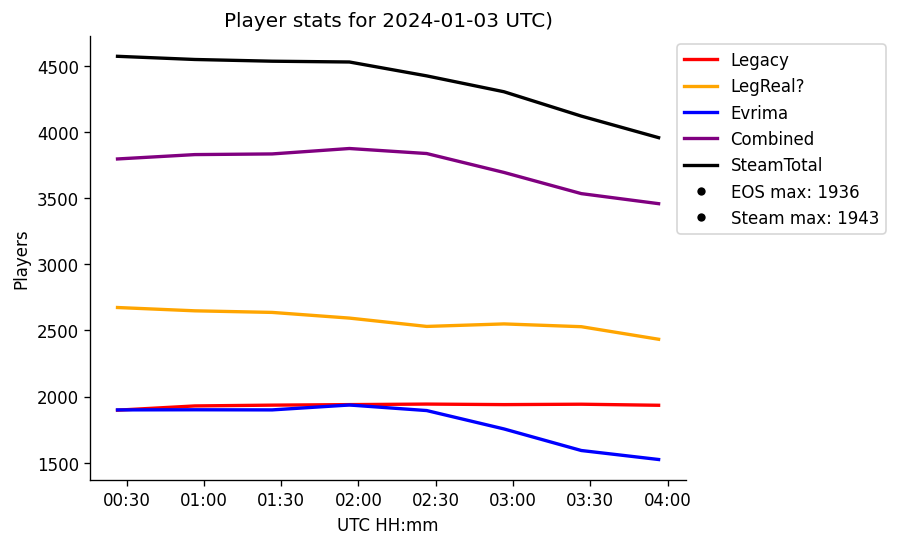 Player stats for 2024-01-03 UTC)
4500
4000
3500
3000
2500
2000
1500
Players
00:30 01:00 01:30 02:00 02:30 03:00 03:30 04:00
UTC HH:mm
Legacy
LegReal?
Evrima
Combined
SteamTotal
EOS max: 1936
Steam max: 1943